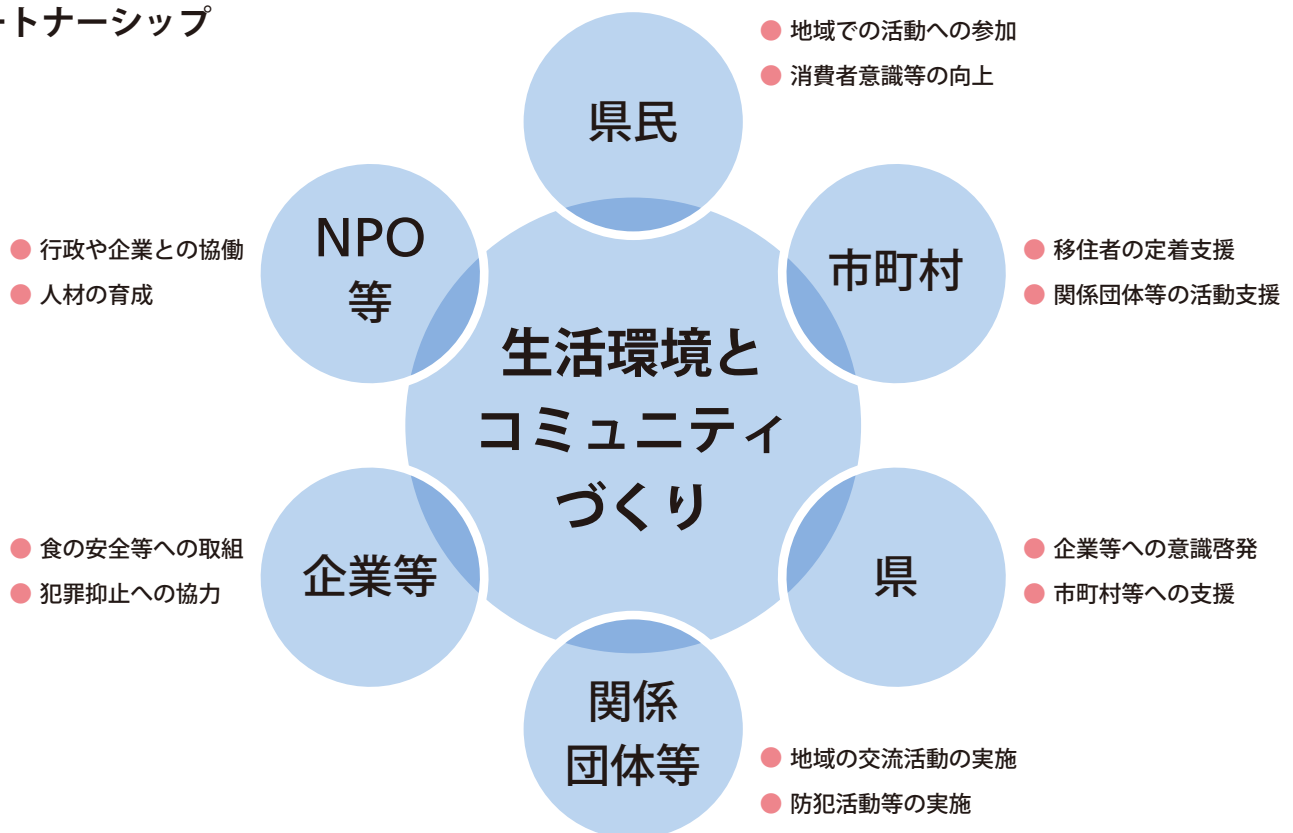 ートナーシップ
県民
● 地域での活動への参加
● 消費者意識等の向上
NPO
等
● 行政や企業との協働
● 人材の育成
市町村
● 移住者の定着支援
● 関係団体等の活動支援
生活環境と
コミュニティ
づくり
企業等
● 食の安全等への取組
● 犯罪抑止への協力
県
● 企業等への意識啓発
● 市町村等への支援
関係
団体等
● 地域の交流活動の実施
● 防犯活動等の実施